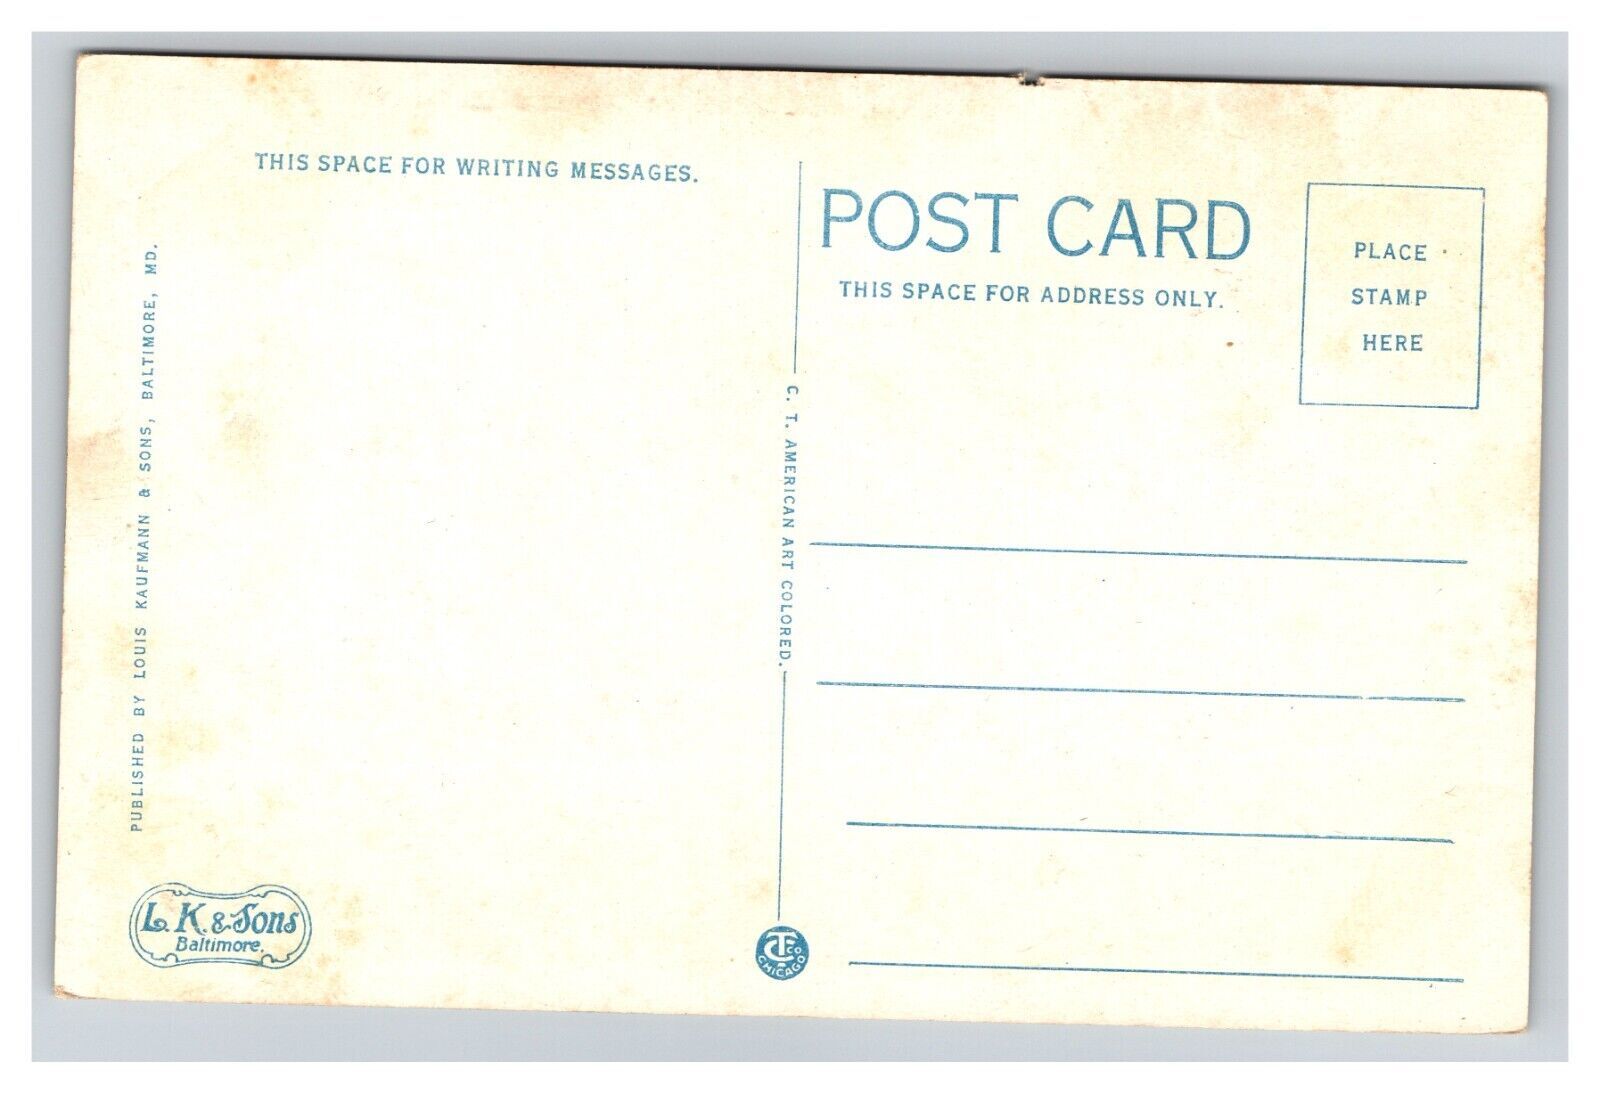 THIS SPACE FOR WRITING MESSAGES.
POST CARD
THIS SPACE FOR ADDRESS ONLY.
PLACE
STAMP
HERE
PUBLISHED BY LOUIS KAUFMANN & SONS, BALTIMORE, MD.
C. T. AMERICAN ART COLORED.
L. K. & Sons
Baltimore.
CT CO
CHICAGO